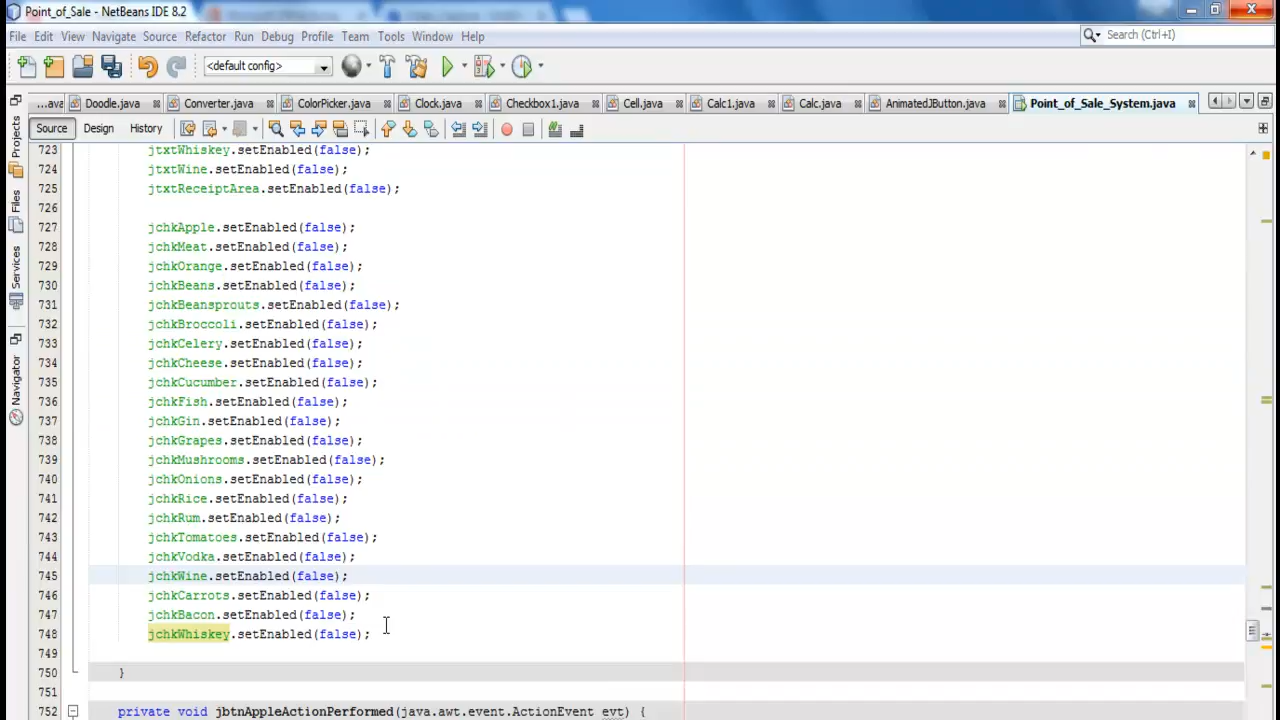 Point_of_Sale - NetBeans IDE 8.2
File Edit View Navigate Source Refactor Run Debug Profile Team Tools Window Help
Search (Ctrl+I)
<default config>
...ava Doodle.java Converter.java ColorPicker.java Clock.java Checkbox1.java Cell.java Calc1.java Calc.java AnimatedJButton.java Point_of_Sale_System.java
Source Design History
Projects
Files
Services
Navigator
723 jtxtWhiskey.setEnabled(false);
724 jtxtWine.setEnabled(false);
725 jtxtReceiptArea.setEnabled(false);
726
727 jchkApple.setEnabled(false);
728 jchkMeat.setEnabled(false);
729 jchkOrange.setEnabled(false);
730 jchkBeans.setEnabled(false);
731 jchkBeansprouts.setEnabled(false);
732 jchkBroccoli.setEnabled(false);
733 jchkCelery.setEnabled(false);
734 jchkCheese.setEnabled(false);
735 jchkCucumber.setEnabled(false);
736 jchkFish.setEnabled(false);
737 jchkGin.setEnabled(false);
738 jchkGrapes.setEnabled(false);
739 jchkMushrooms.setEnabled(false);
740 jchkOnions.setEnabled(false);
741 jchkRice.setEnabled(false);
742 jchkRum.setEnabled(false);
743 jchkTomatoes.setEnabled(false);
744 jchkVodka.setEnabled(false);
745 jchkWine.setEnabled(false);
746 jchkCarrots.setEnabled(false);
747 jchkBacon.setEnabled(false);
748 jchkWhiskey.setEnabled(false);
749
750 }
751
752 private void jbtnAppleActionPerformed(java.awt.event.ActionEvent evt) {